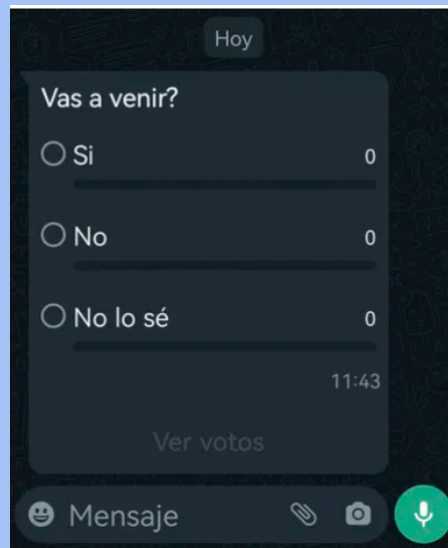 Hoy
Vas a venir?
Si 0
No 0
No lo sé 0
11:43
Ver votos
Mensaje